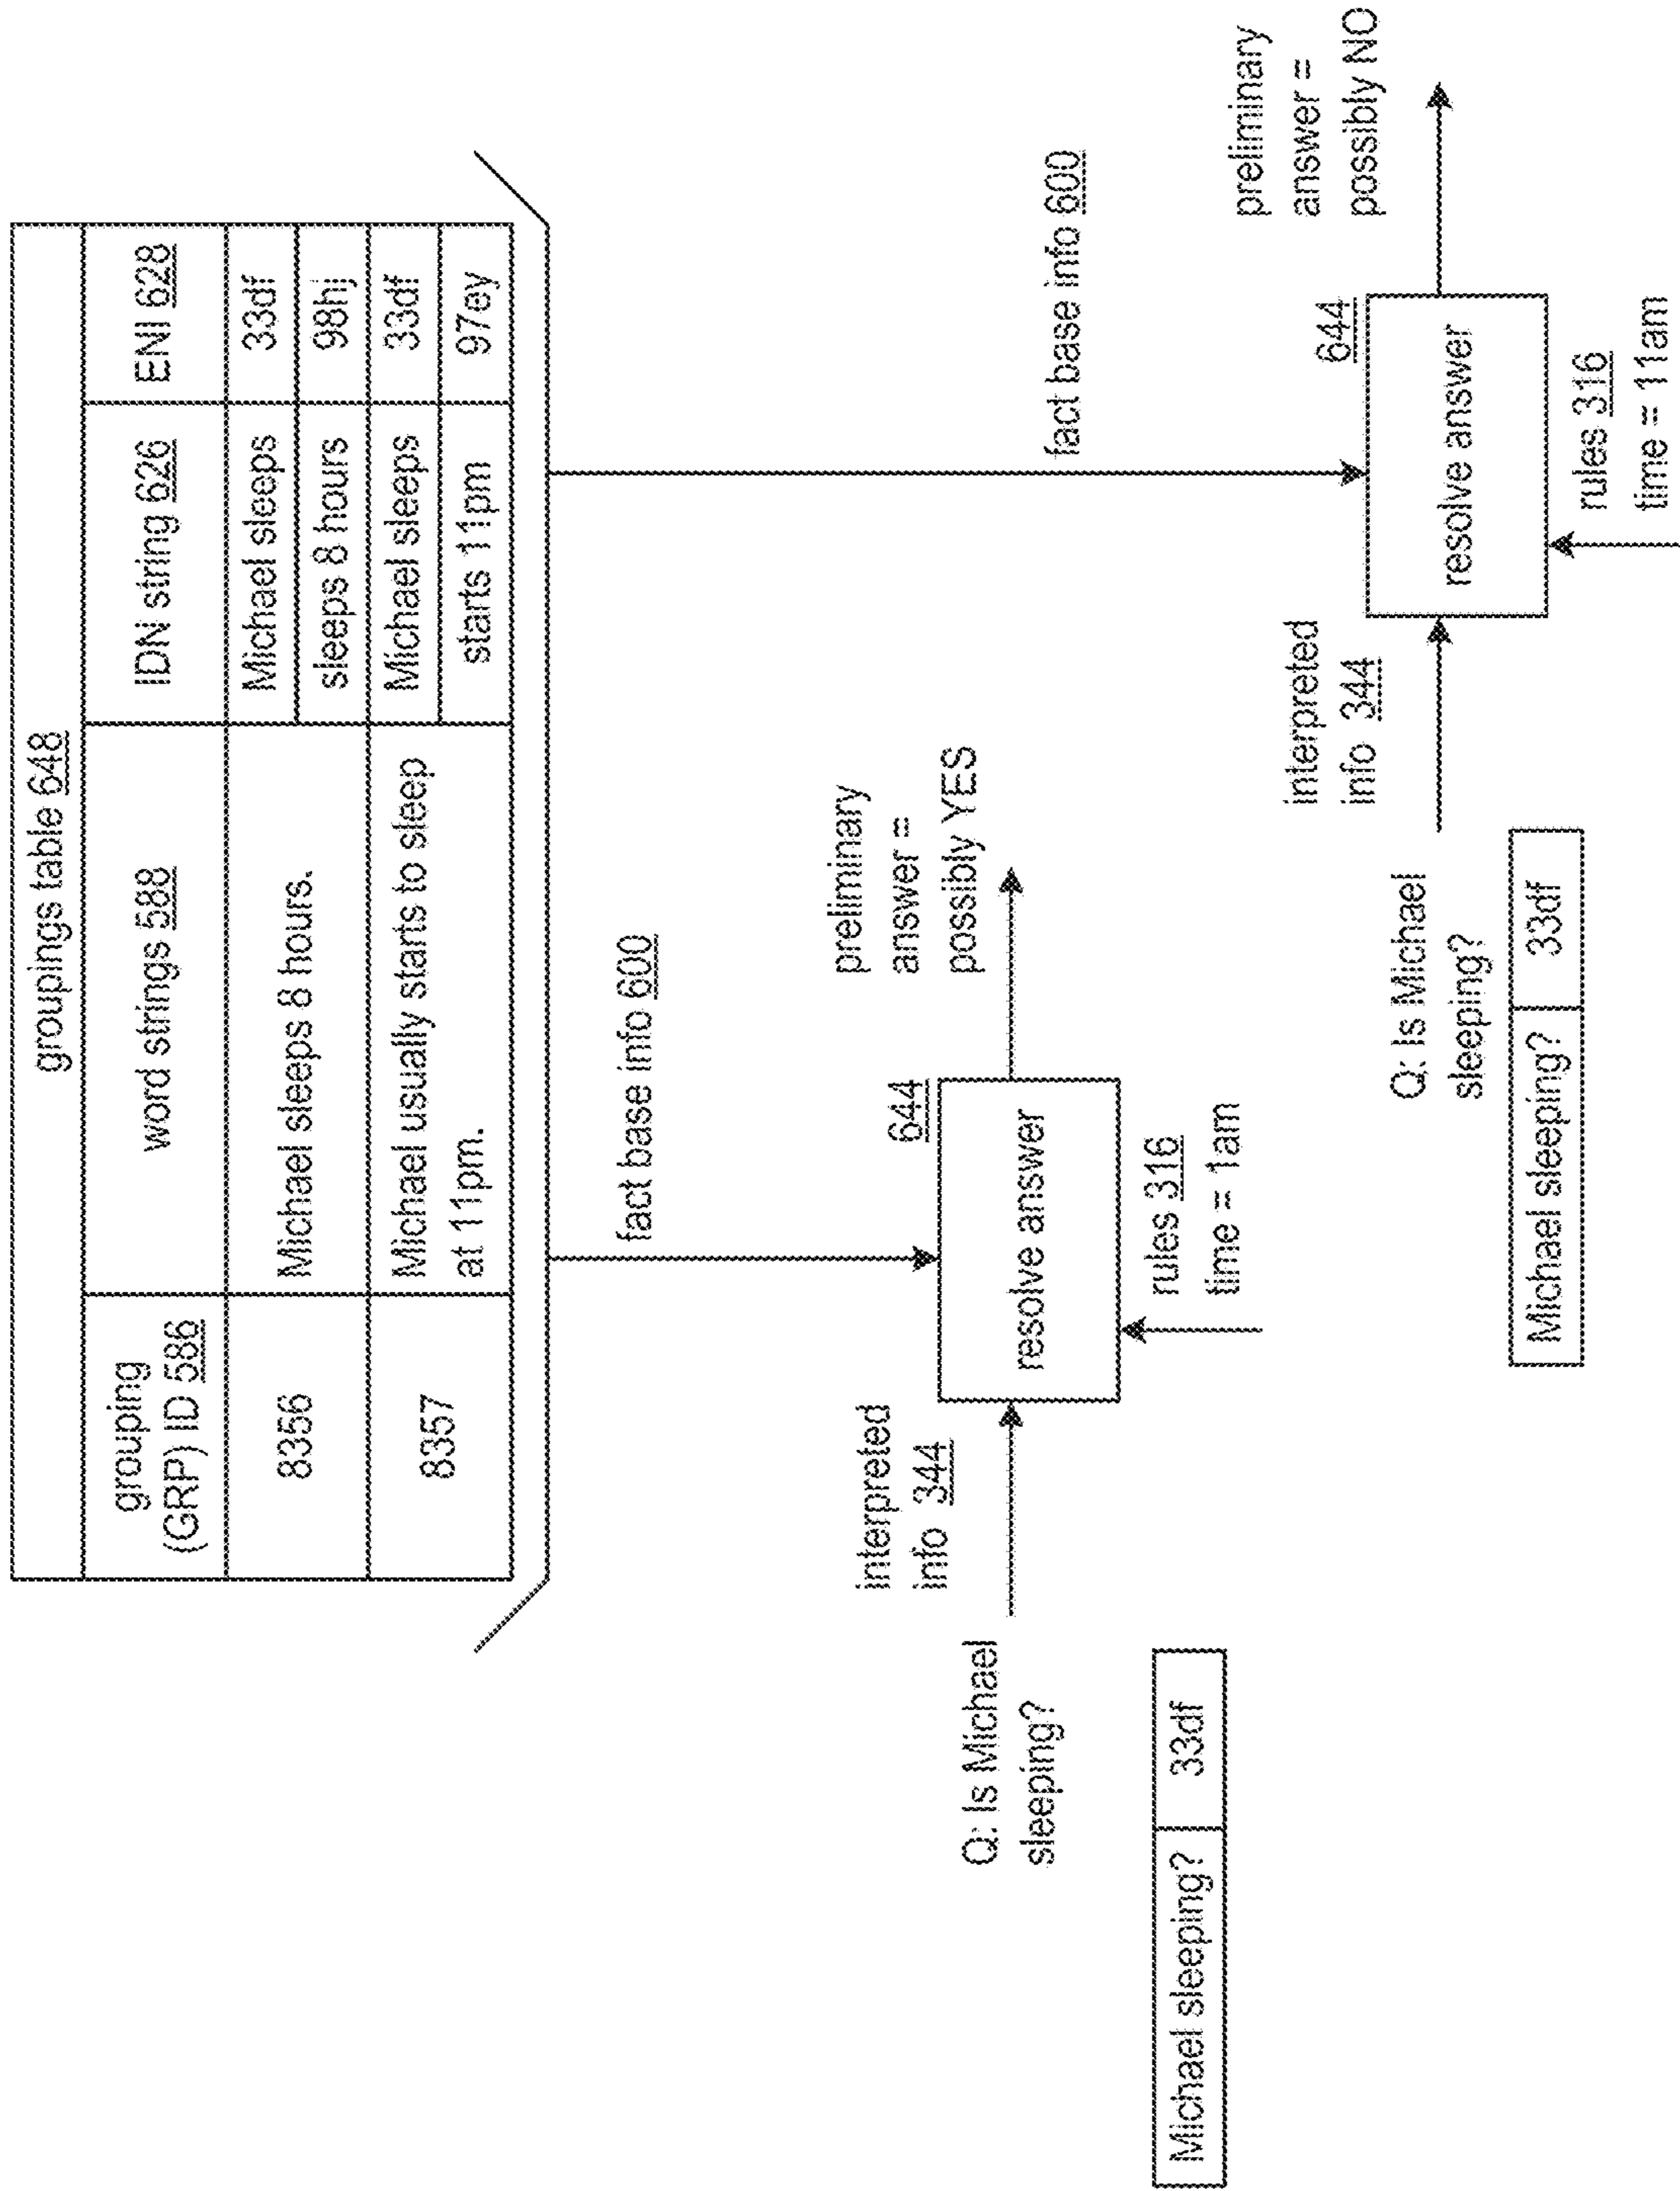 groupings table 648
grouping
(GRP) ID 586
word strings 588
IDN string 626
ENI 628
8356
Michael sleeps 8 hours.
Michael sleeps
33df
sleeps 8 hours
98hj
8357
Michael usually starts to sleep
at 11pm.
Michael sleeps
33df
starts 11pm
97ey
fact base info 600
fact base info 600
Q: Is Michael
sleeping?
Michael sleeping?
33df
interpreted
info 344
644
resolve answer
rules 316
time = 1am
preliminary
answer =
possibly YES
Q: Is Michael
sleeping?
Michael sleeping?
33df
interpreted
info 344
644
resolve answer
rules 316
time = 11am
preliminary
answer =
possibly NO